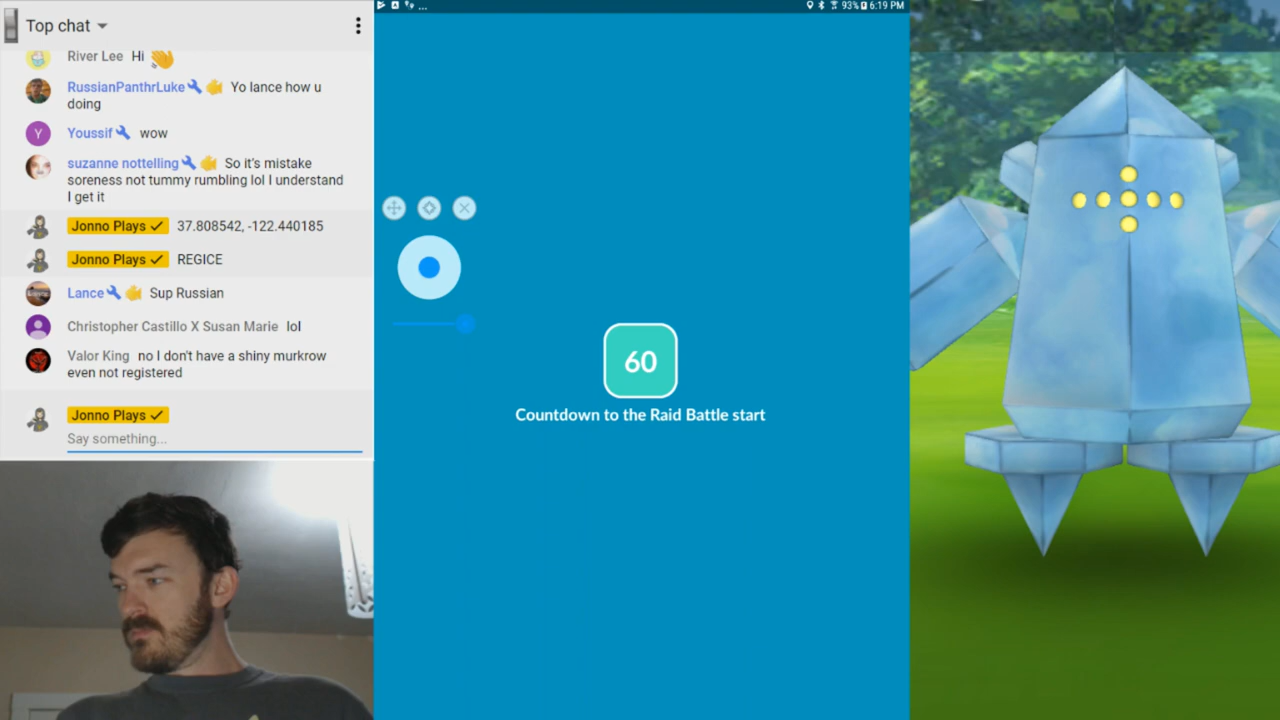 Top chat
River Lee Hi
RussianPanthrLuke Yo lance how u
doing
Y
Youssif wow
suzanne nottelling So it's mistake
soreness not tummy rumbling lol I understand
I get it
Jonno Plays 37.808542, -122.440185
Jonno Plays REGICE
Lance Sup Russian
Christopher Castillo X Susan Marie lol
Valor King no I don't have a shiny murkrow
even not registered
Jonno Plays
Say something...
... 93% 6:19 PM
60
Countdown to the Raid Battle start